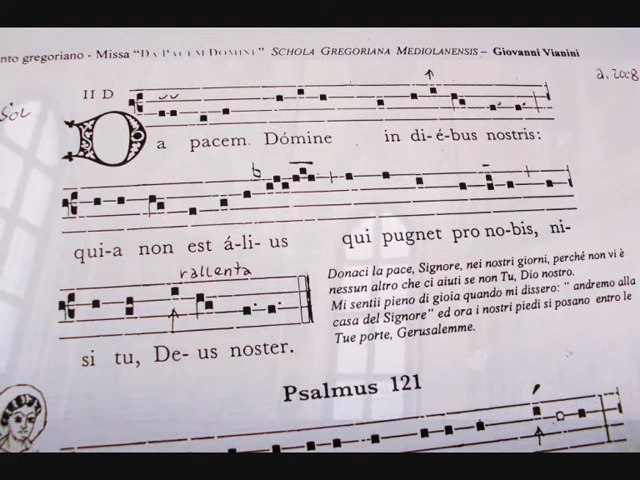 nto gregoriano - Missa "DA PACEM DOMINE" SCHOLA GREGORIANA MEDIOLANENSIS – Giovanni Vianini
a. 2008
SOL
II D
Da pacem Dómine in di-é-bus nostris:
b
qui-a non est á-li-us qui pugnet pro no-bis, ni-
rallenta
si tu, De-us noster.
Donaci la pace, Signore, nei nostri giorni, perché non vi è
nessun altro che ci aiuti se non Tu, Dio nostro.
Mi sentii pieno di gioia quando mi dissero: " andremo alla
casa del Signore" ed ora i nostri piedi si posano entro le
Tue porte, Gerusalemme.
Psalmus 121